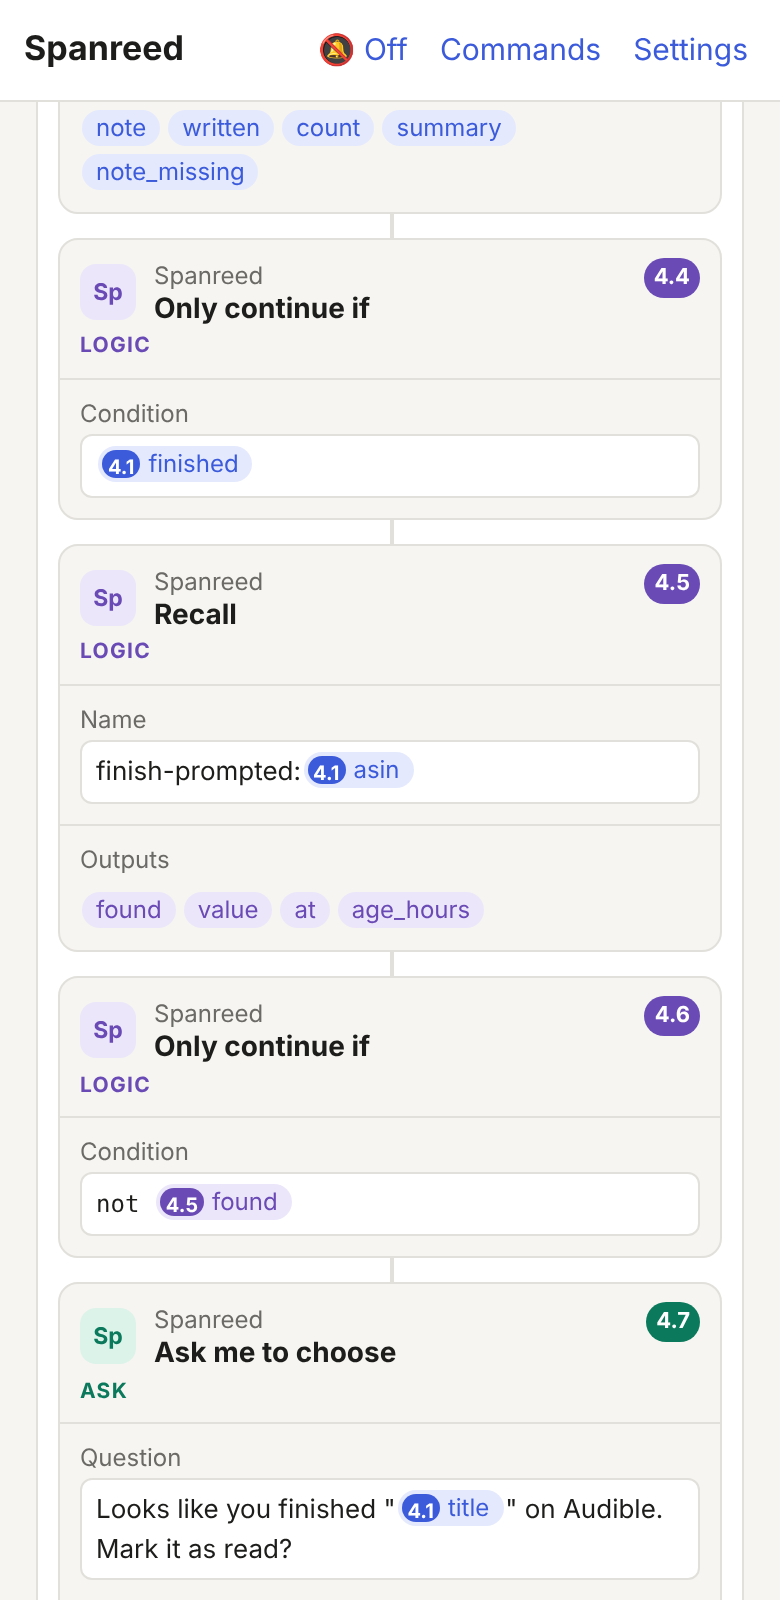 Spanreed
🔕 Off Commands Settings
note written count summary
note_missing
Sp Spanreed 4.4
Only continue if
LOGIC
Condition
4.1 finished
Sp Spanreed 4.5
Recall
LOGIC
Name
finish-prompted: 4.1 asin
Outputs
found value at age_hours
Sp Spanreed 4.6
Only continue if
LOGIC
Condition
not 4.5 found
Sp Spanreed 4.7
Ask me to choose
ASK
Question
Looks like you finished " 4.1 title " on Audible.
Mark it as read?